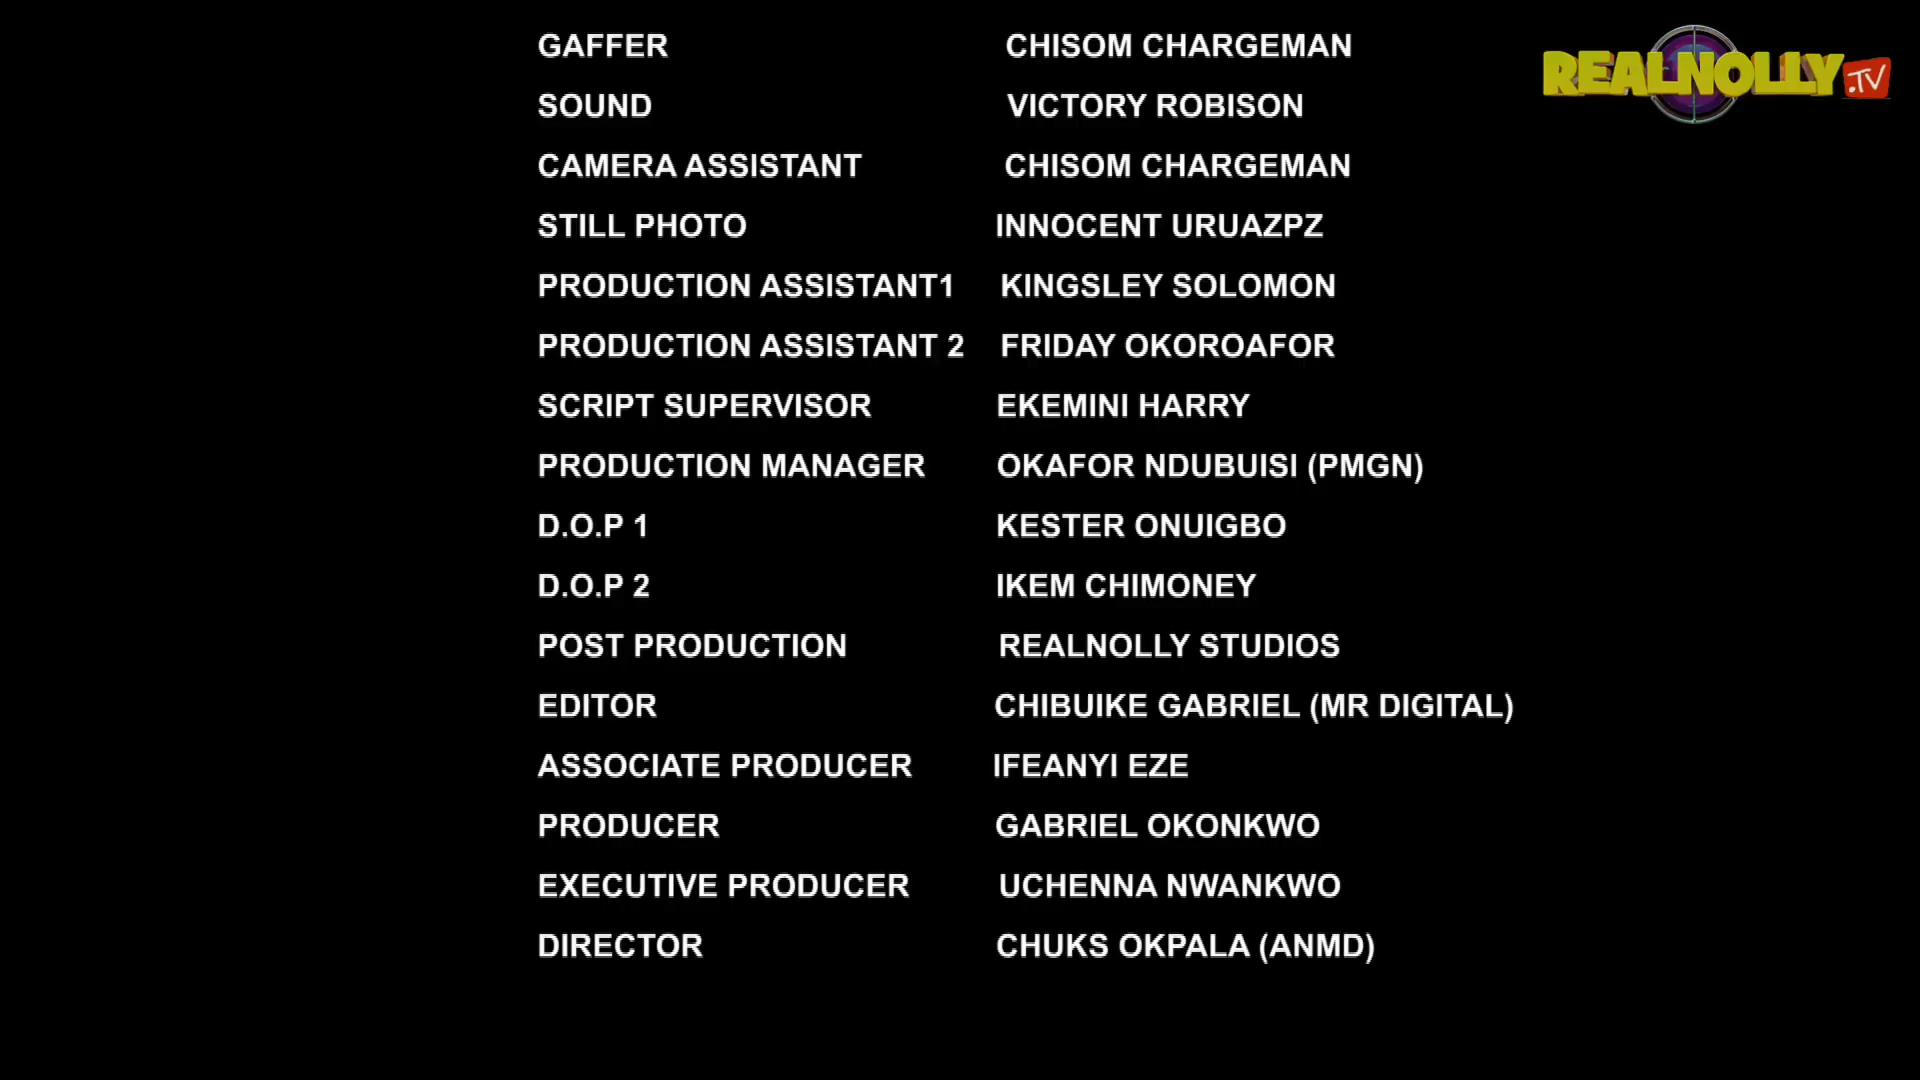 GAFFER CHISOM CHARGEMAN
REALNOLLY.TV
SOUND VICTORY ROBISON
CAMERA ASSISTANT CHISOM CHARGEMAN
STILL PHOTO INNOCENT URUAZPZ
PRODUCTION ASSISTANT1 KINGSLEY SOLOMON
PRODUCTION ASSISTANT 2 FRIDAY OKOROAFOR
SCRIPT SUPERVISOR EKEMINI HARRY
PRODUCTION MANAGER OKAFOR NDUBUISI (PMGN)
D.O.P 1 KESTER ONUIGBO
D.O.P 2 IKEM CHIMONEY
POST PRODUCTION REALNOLLY STUDIOS
EDITOR CHIBUIKE GABRIEL (MR DIGITAL)
ASSOCIATE PRODUCER IFEANYI EZE
PRODUCER GABRIEL OKONKWO
EXECUTIVE PRODUCER UCHENNA NWANKWO
DIRECTOR CHUKS OKPALA (ANMD)